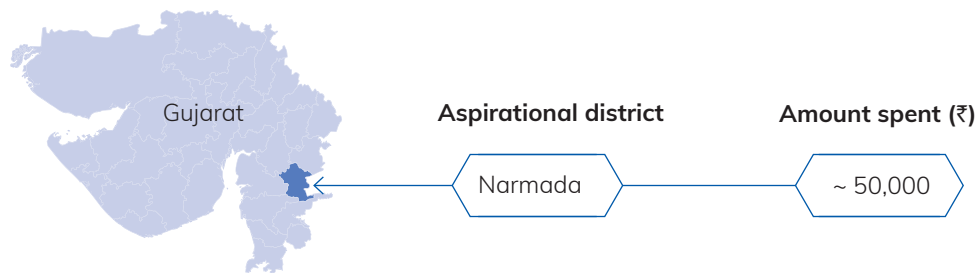 Gujarat
Aspirational district
Amount spent (₹)
Narmada
~ 50,000